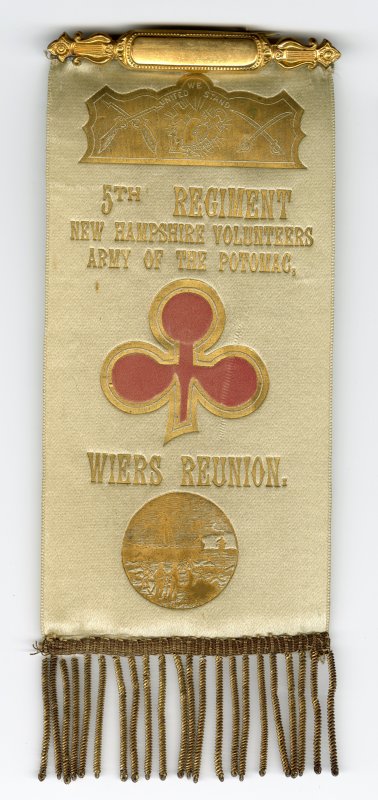 UNITED WE STAND
5TH REGIMENT
NEW HAMPSHIRE VOLUNTEERS
ARMY OF THE POTOMAC,
WIERS REUNION.